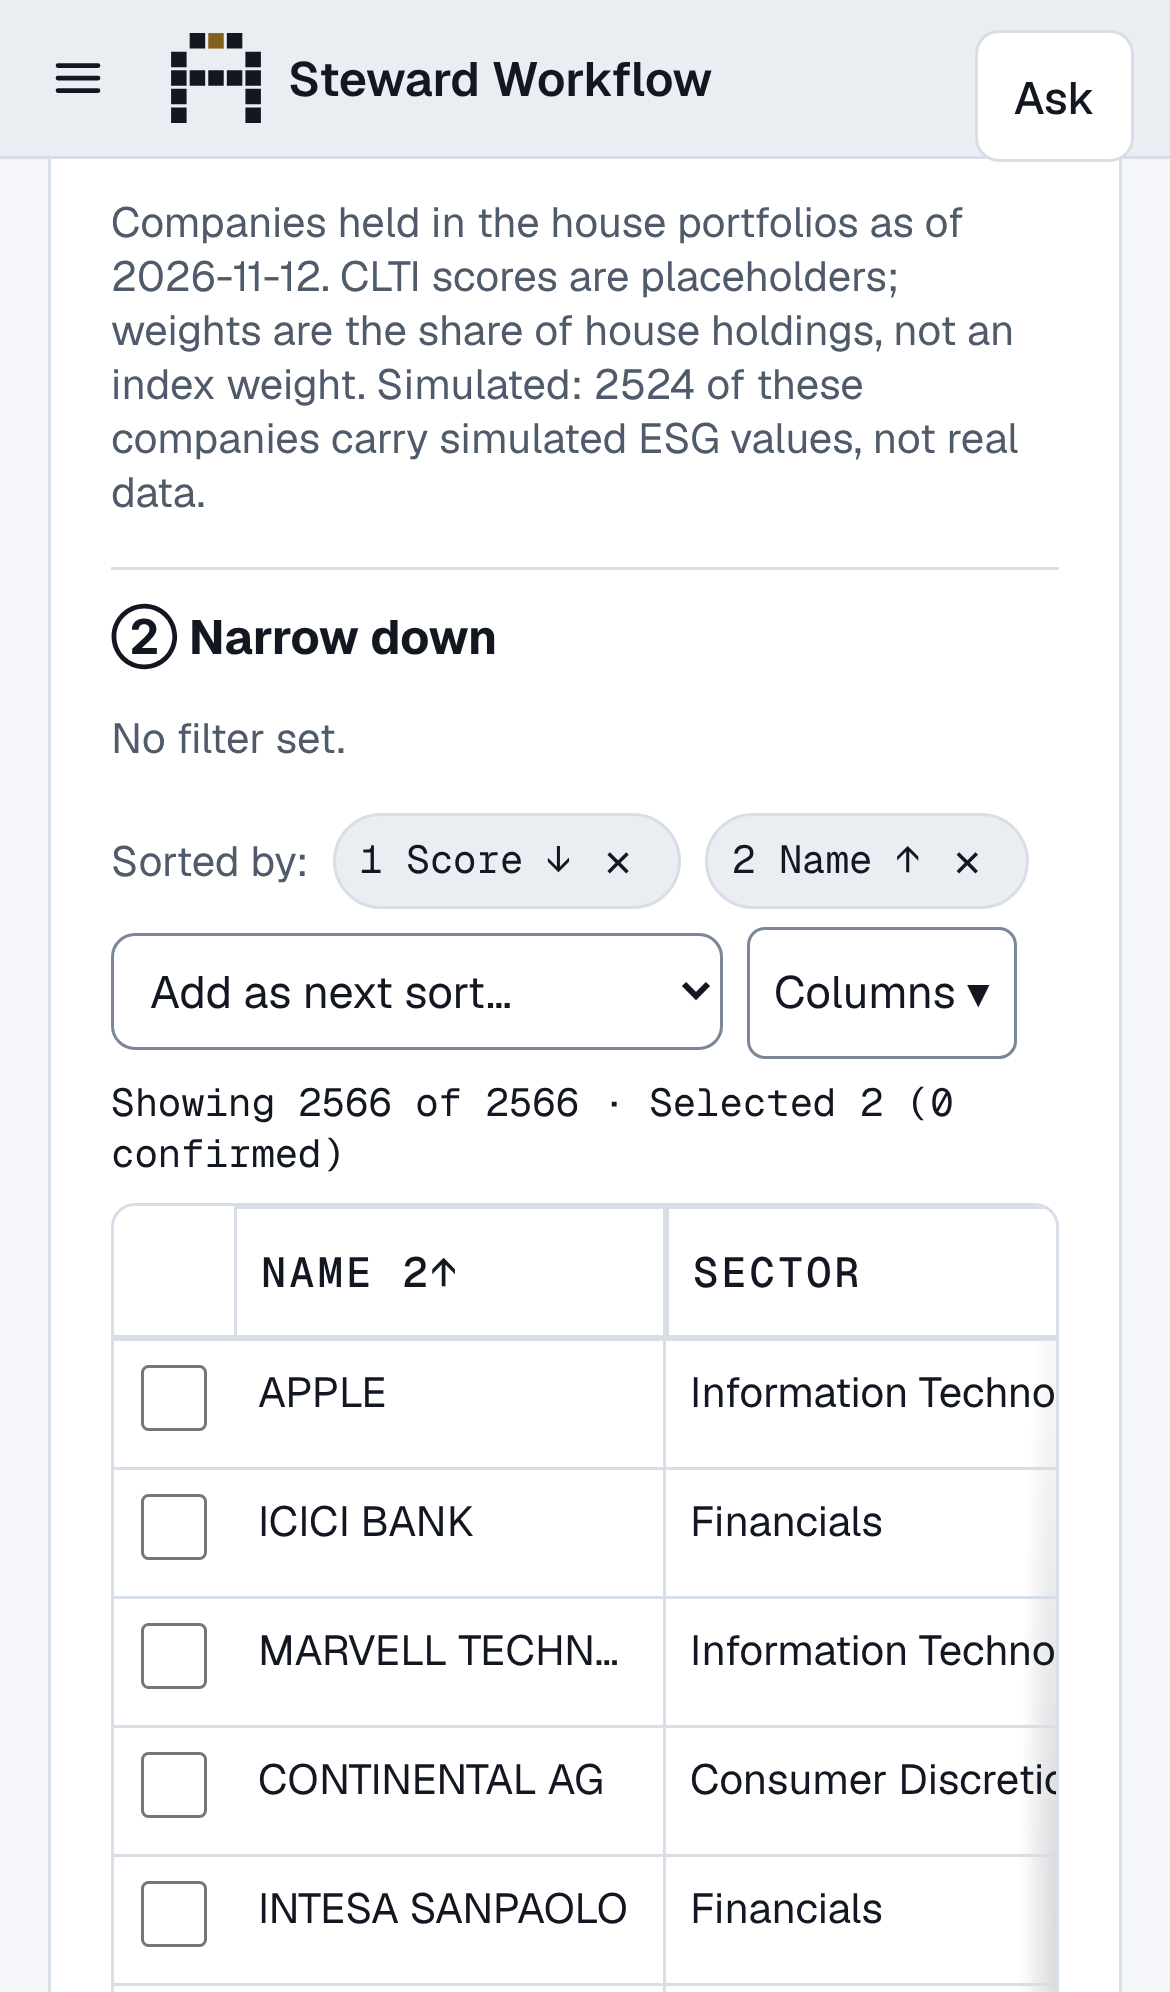 Steward Workflow
Ask
Companies held in the house portfolios as of
2026-11-12. CLTI scores are placeholders;
weights are the share of house holdings, not an
index weight. Simulated: 2524 of these
companies carry simulated ESG values, not real
data.
② Narrow down
No filter set.
Sorted by: 1 Score ↓ × 2 Name ↑ ×
Add as next sort… Columns ▾
Showing 2566 of 2566 · Selected 2 (0
confirmed)
NAME 2↑ SECTOR
APPLE Information Techno
ICICI BANK Financials
MARVELL TECHN… Information Techno
CONTINENTAL AG Consumer Discretic
INTESA SANPAOLO Financials